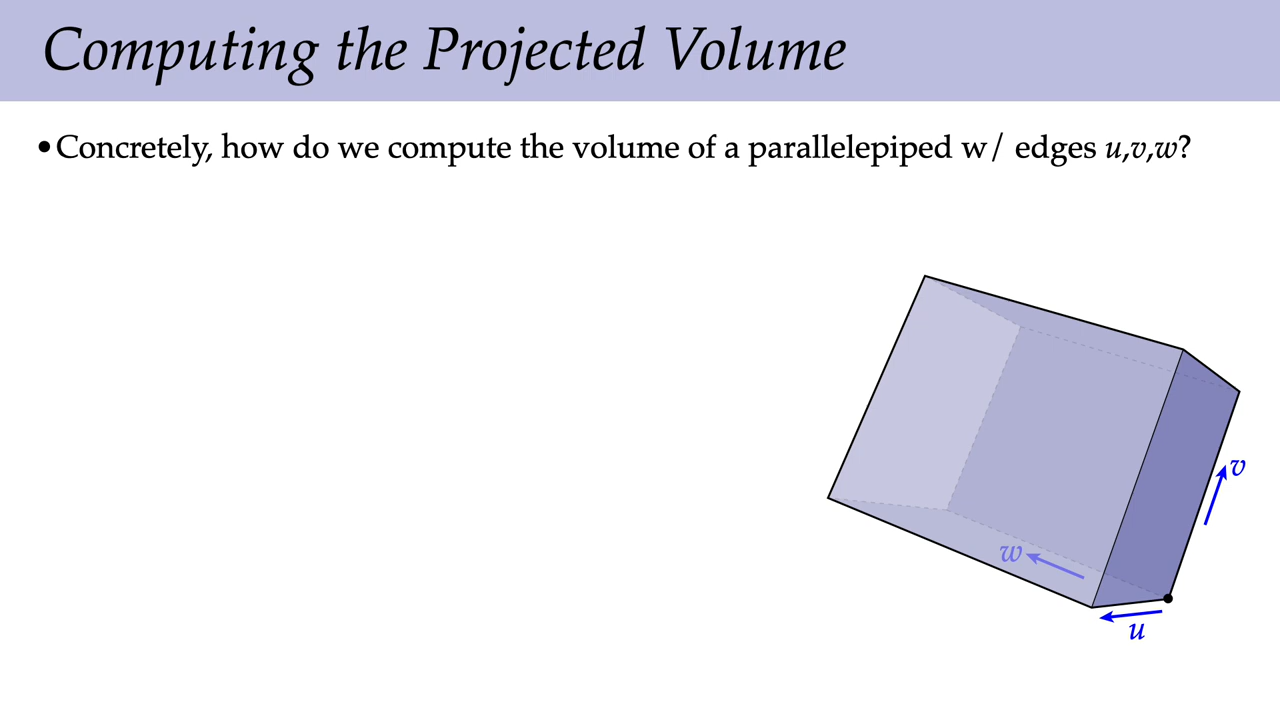 Computing the Projected Volume
•Concretely, how do we compute the volume of a parallelepiped w/ edges u,v,w?
v
w
u